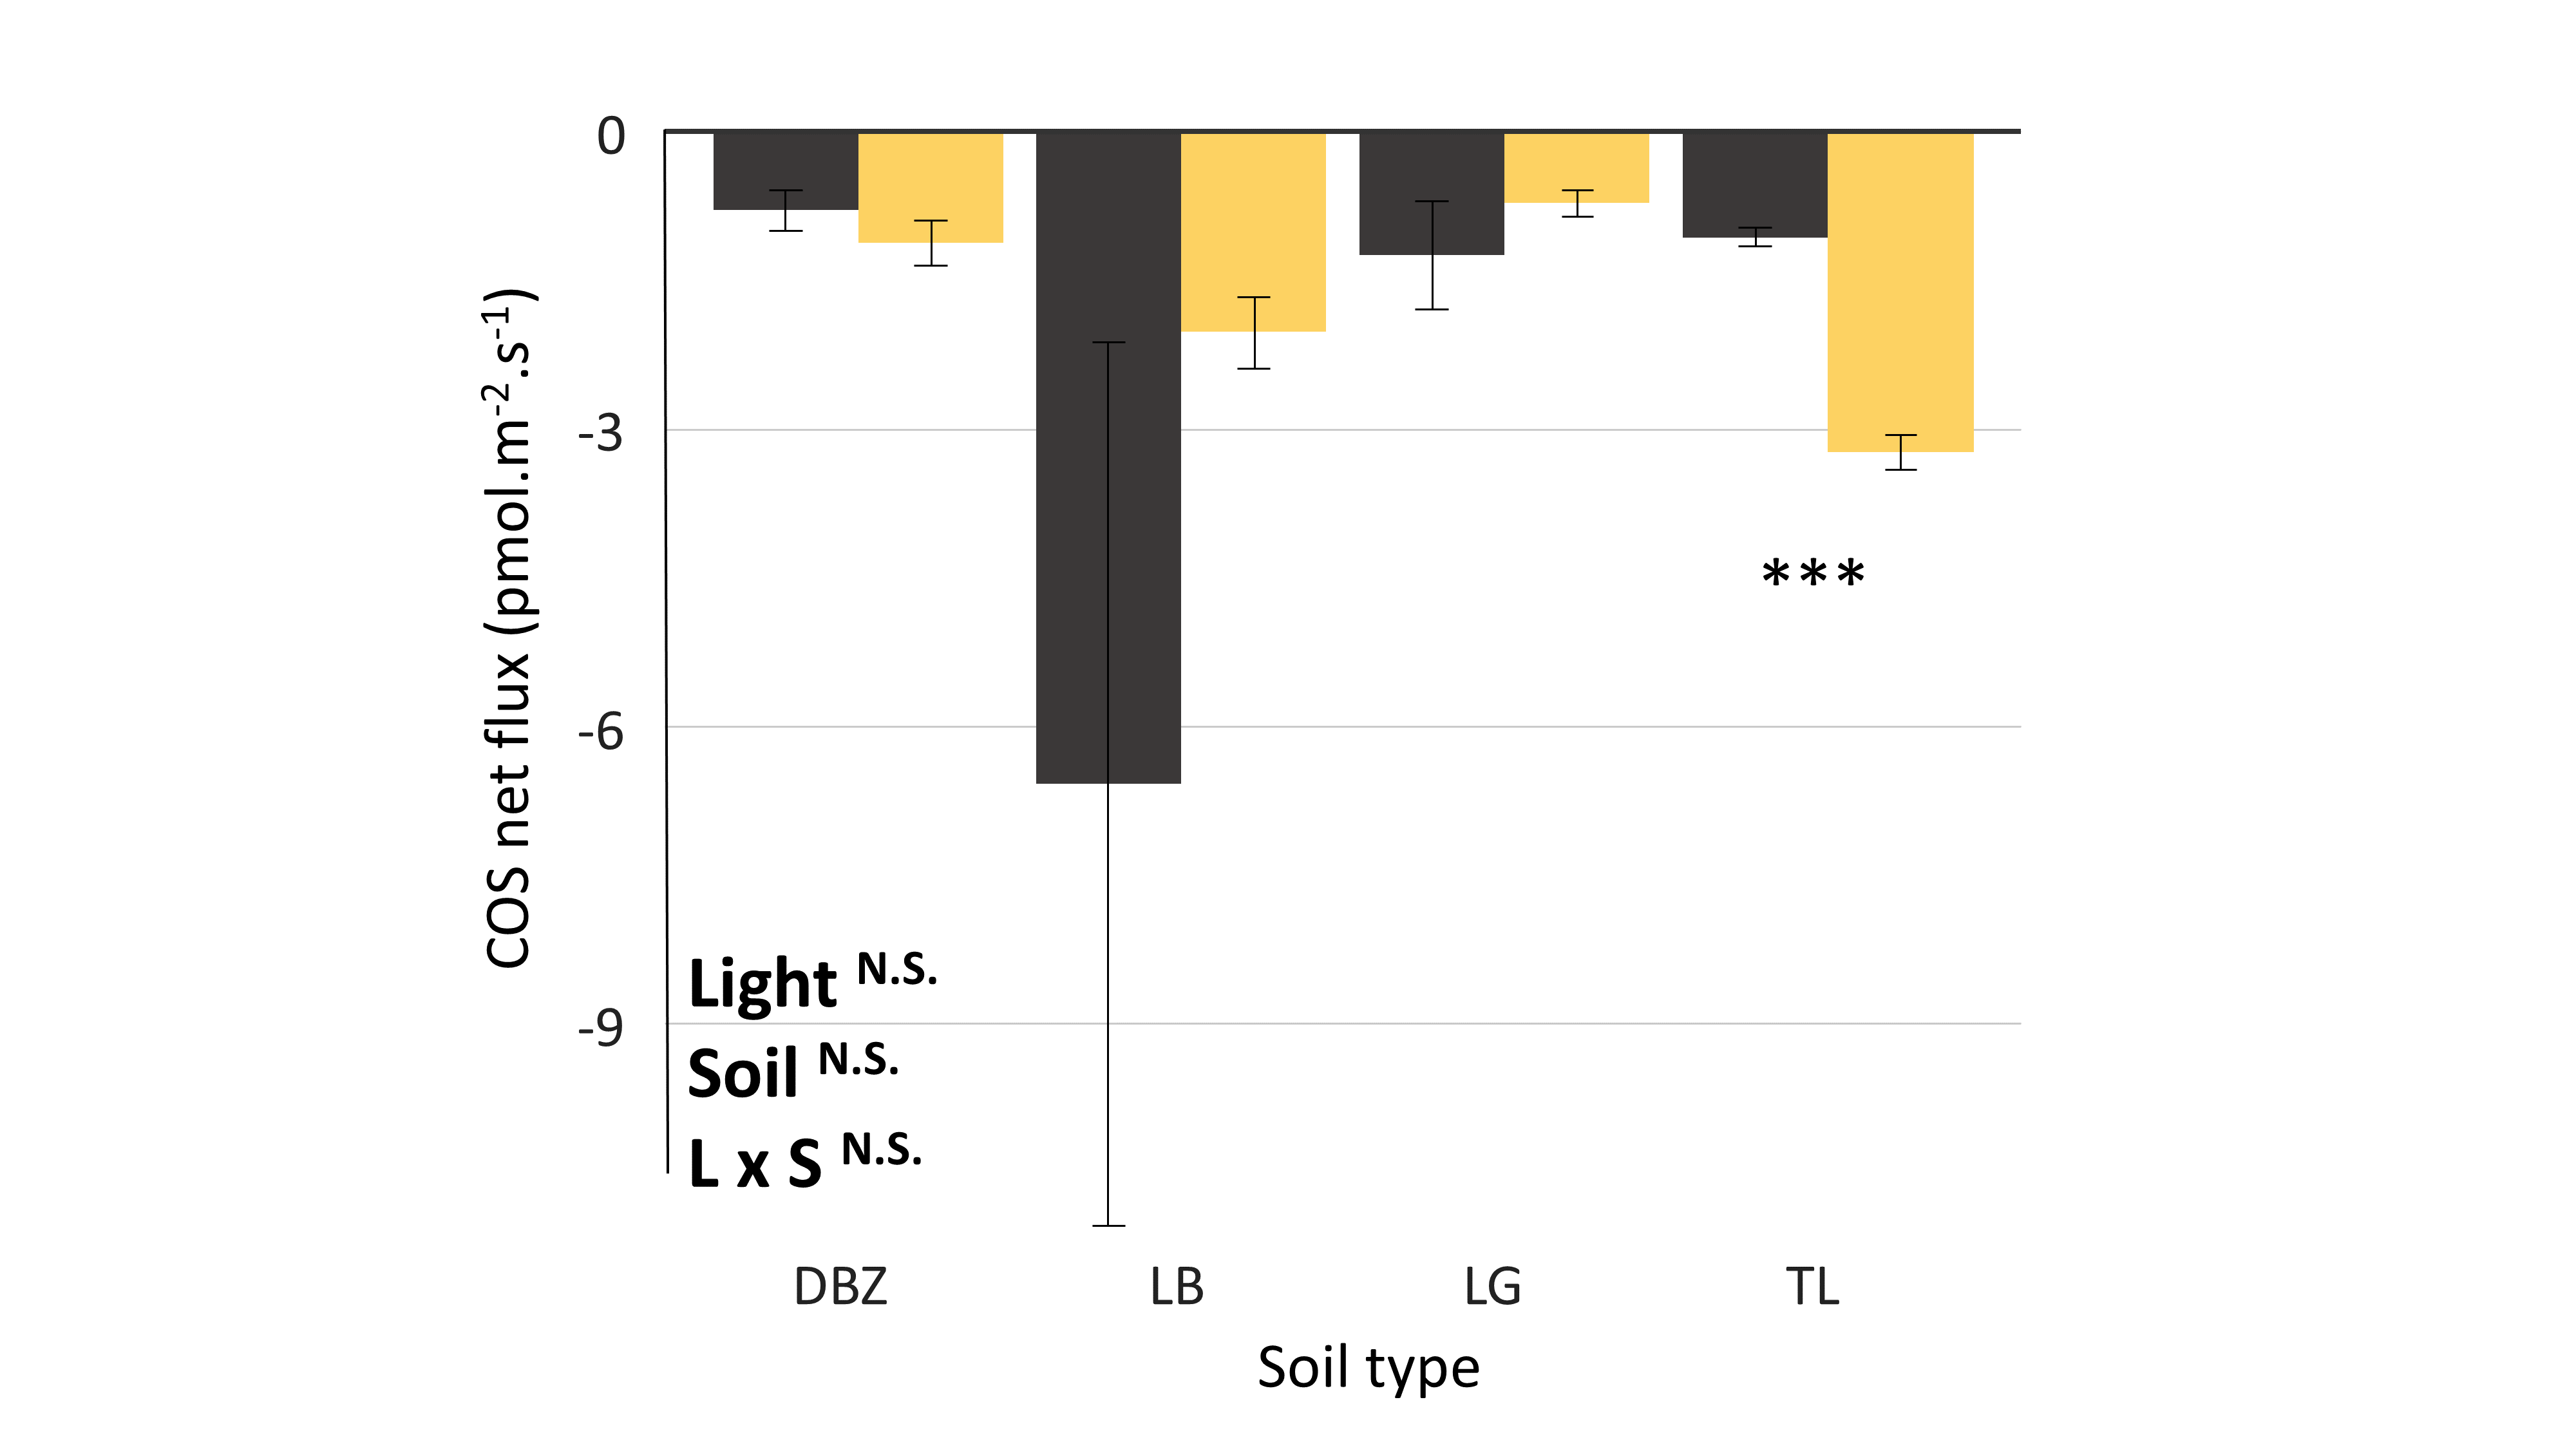 0
-3
-6
-9
COS net flux (pmol.m⁻².s⁻¹)
***
Light N.S.
Soil N.S.
L x S N.S.
DBZ LB LG TL
Soil type